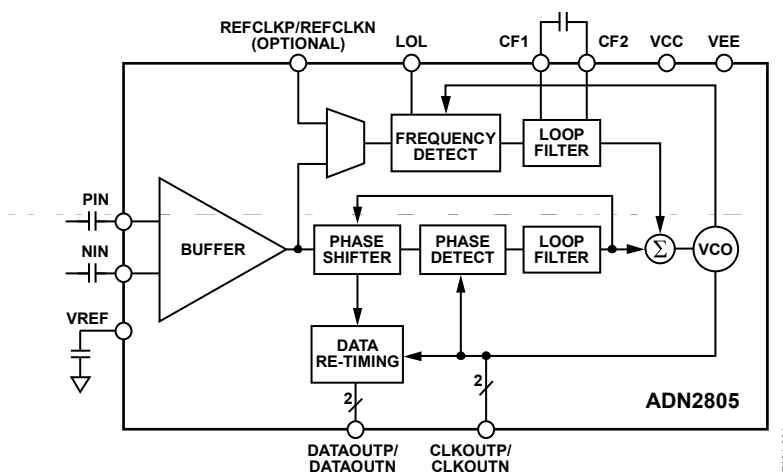 REFCLKP/REFCLKN
(OPTIONAL)
LOL
CF1
CF2
VCC
VEE
FREQUENCY
DETECT
LOOP
FILTER
PIN
BUFFER
PHASE
SHIFTER
PHASE
DETECT
LOOP
FILTER
Σ
VCO
NIN
VREF
DATA
RE-TIMING
2
2
ADN2805
DATAOUTP/
DATAOUTN
CLKOUTP/
CLKOUTN